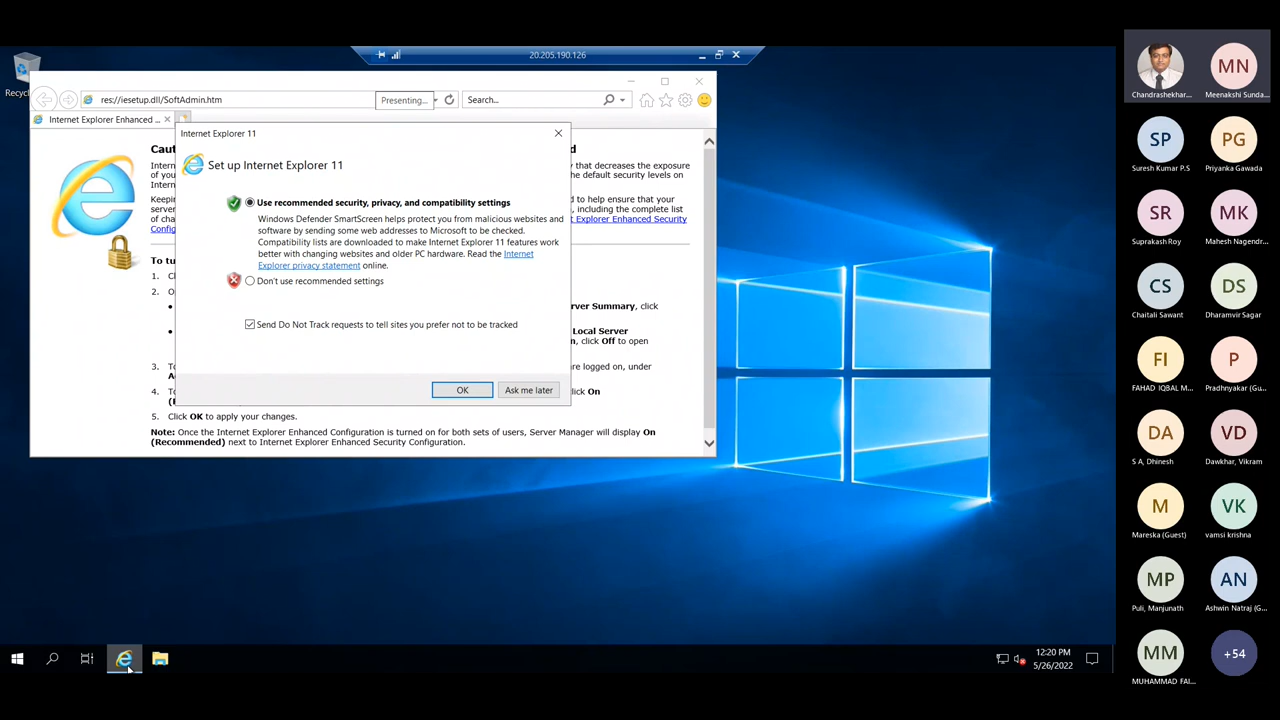 20.205.190.126
Recycl
res://iesetup.dll/SoftAdmin.htm
Presenting...
Search...
Internet Explorer Enhanced ...
Internet Explorer 11
Set up Internet Explorer 11
Use recommended security, privacy, and compatibility settings
Windows Defender SmartScreen helps protect you from malicious websites and
software by sending some web addresses to Microsoft to be checked.
Compatibility lists are downloaded to make Internet Explorer 11 features work
better with changing websites and older PC hardware. Read the Internet
Explorer privacy statement online.
Don't use recommended settings
Send Do Not Track requests to tell sites you prefer not to be tracked
OK
Ask me later
Caut
d
Intern
y that decreases the exposure
of you
the default security levels on
Intern
Keepin
d to help ensure that your
server
, including the complete list
of cha
t Explorer Enhanced Security
Config
To tu
1. Cl
2. O
rver Summary, click
Local Server
n, click Off to open
3. To
re logged on, under
A
4. To
lick On
(
5. Click OK to apply your changes.
Note: Once the Internet Explorer Enhanced Configuration is turned on for both sets of users, Server Manager will display On
(Recommended) next to Internet Explorer Enhanced Security Configuration.
12:20 PM
5/26/2022
Chandrashekhar...
MN
Meenakshi Sunda...
SP
Suresh Kumar P.S
PG
Priyanka Gawada
SR
Suprakash Roy
MK
Mahesh Nagendr...
CS
Chaitali Sawant
DS
Dharamvir Sagar
FI
FAHAD IQBAL M...
P
Pradhnyakar (Gu...
DA
S A, Dhinesh
VD
Dawkhar, Vikram
M
Mareska (Guest)
VK
vamsi krishna
MP
Puli, Manjunath
AN
Ashwin Natraj (G...
MM
MUHAMMAD FAI...
+54